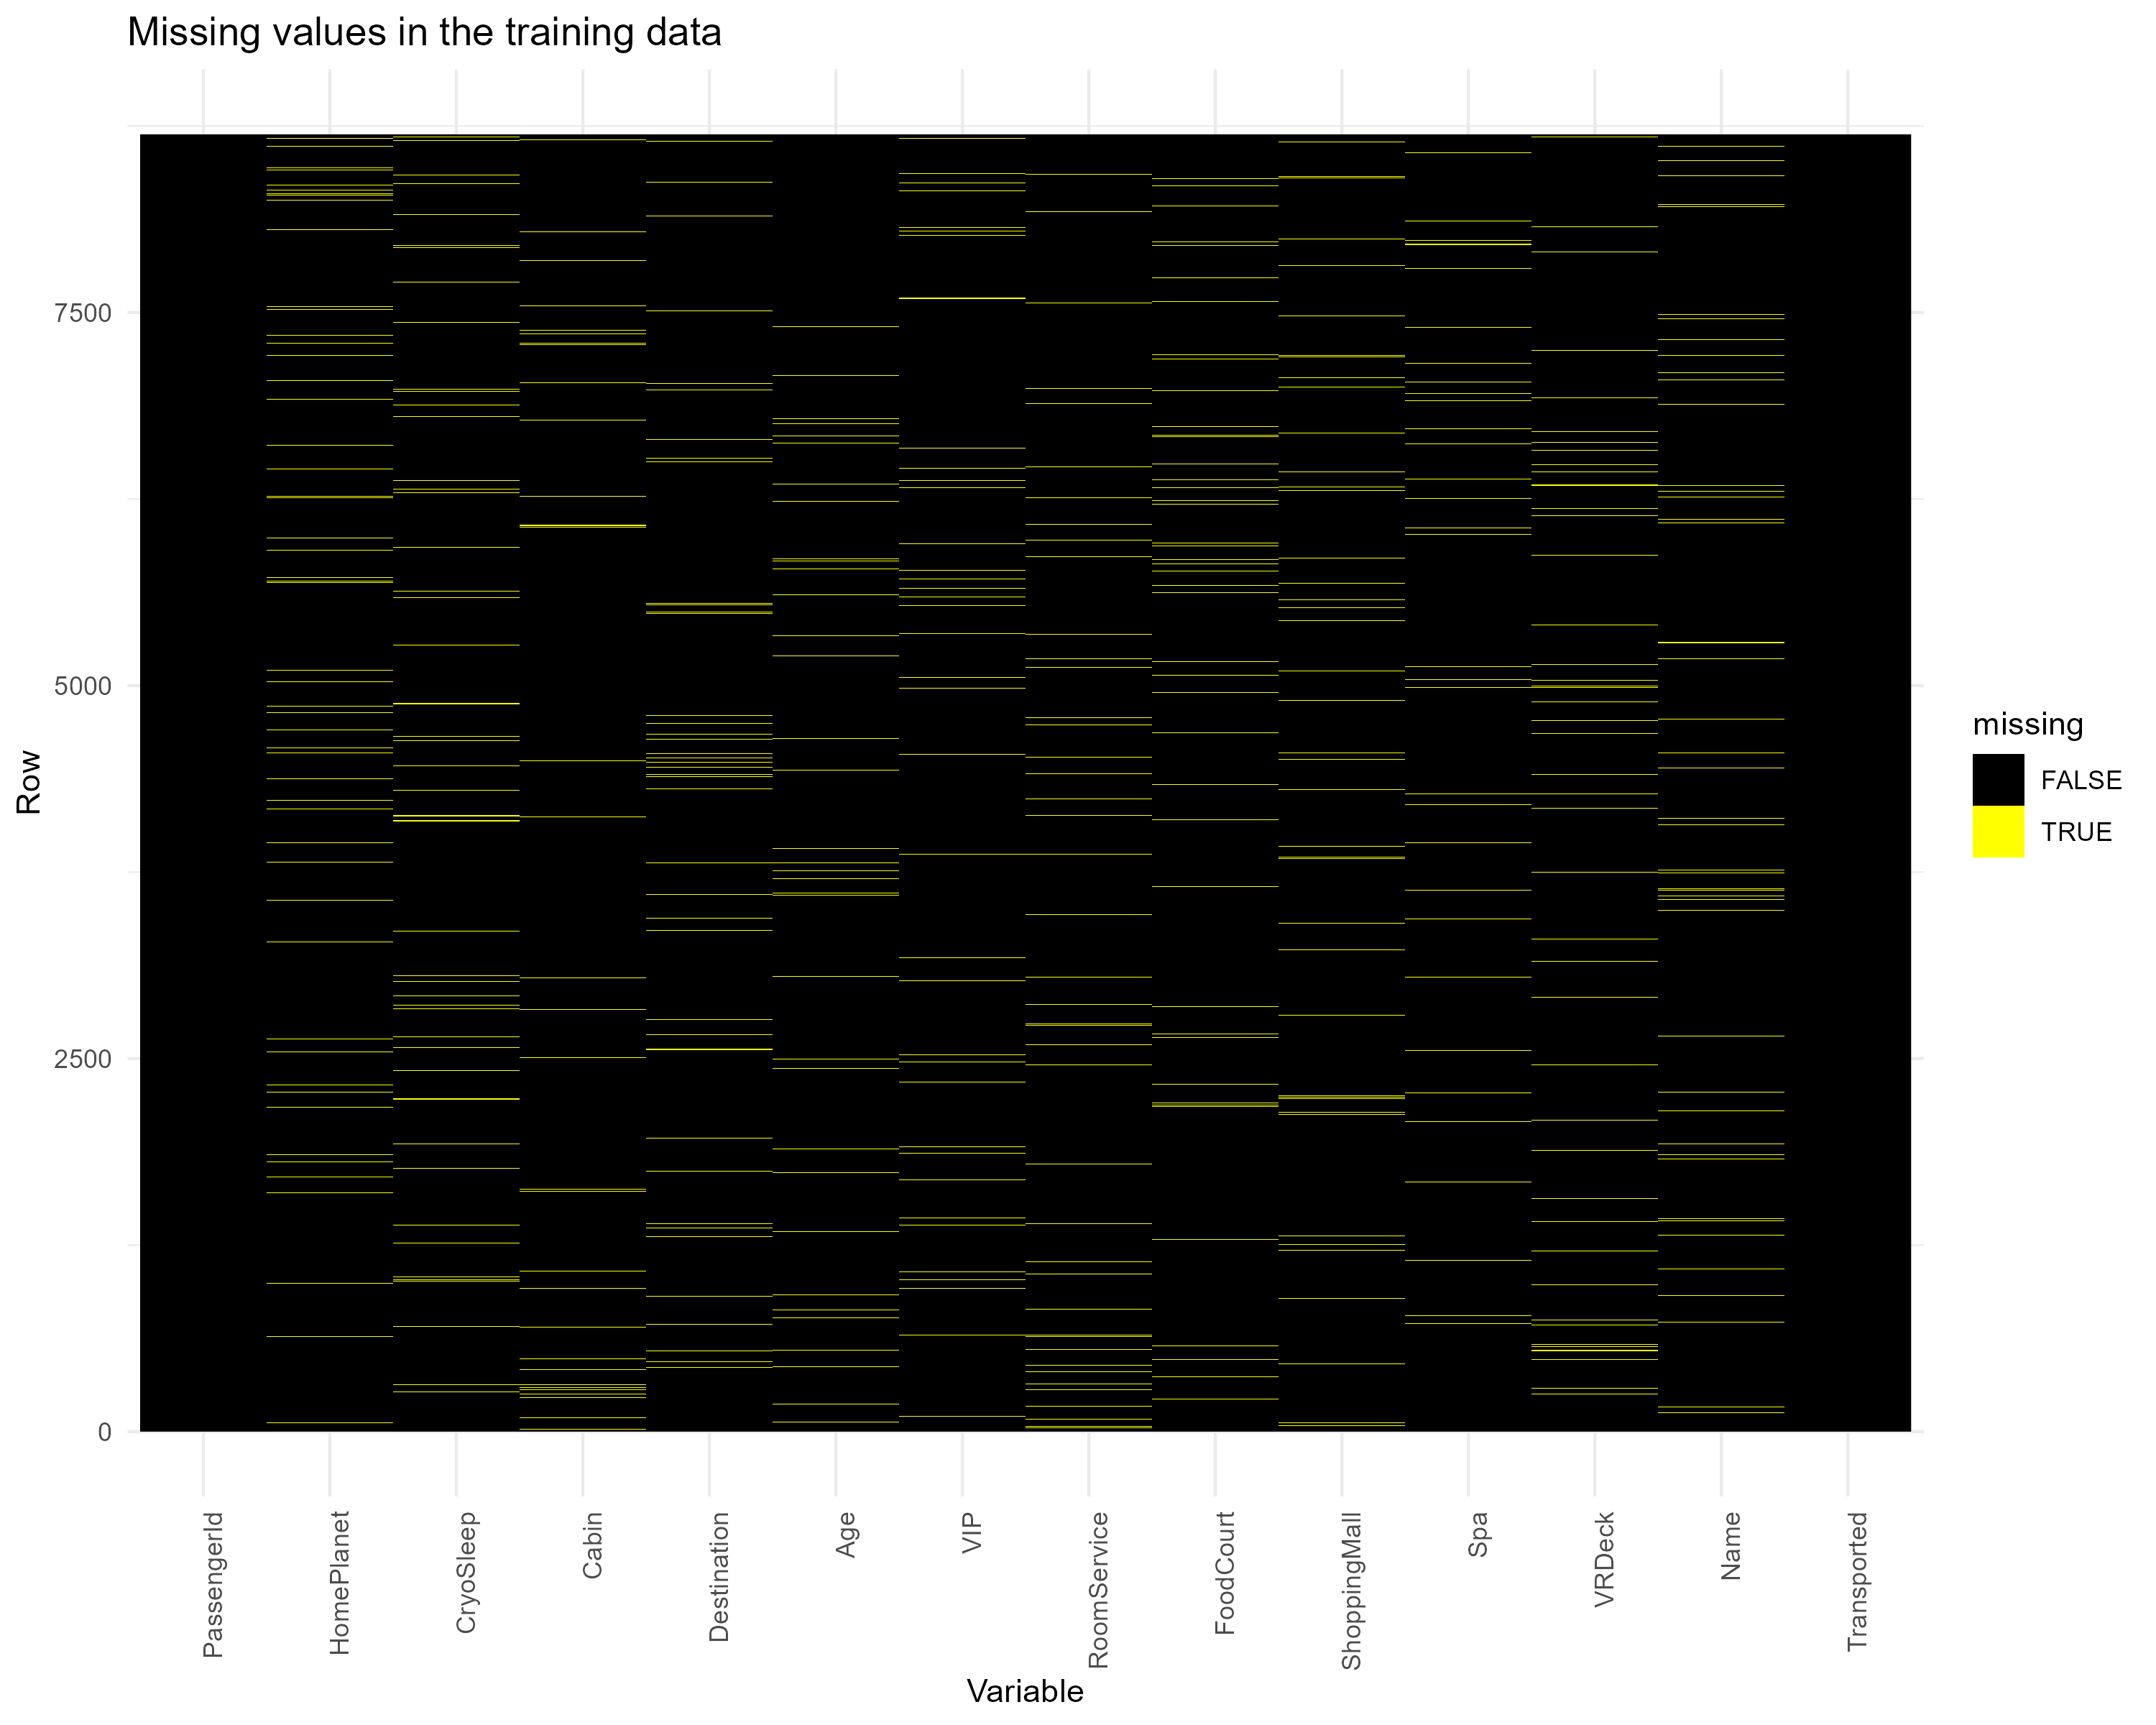 Missing values in the training data
7500
5000
2500
0
Row
PassengerId
HomePlanet
CryoSleep
Cabin
Destination
Age
VIP
RoomService
FoodCourt
ShoppingMall
Spa
VRDeck
Name
Transported
Variable
missing
FALSE
TRUE